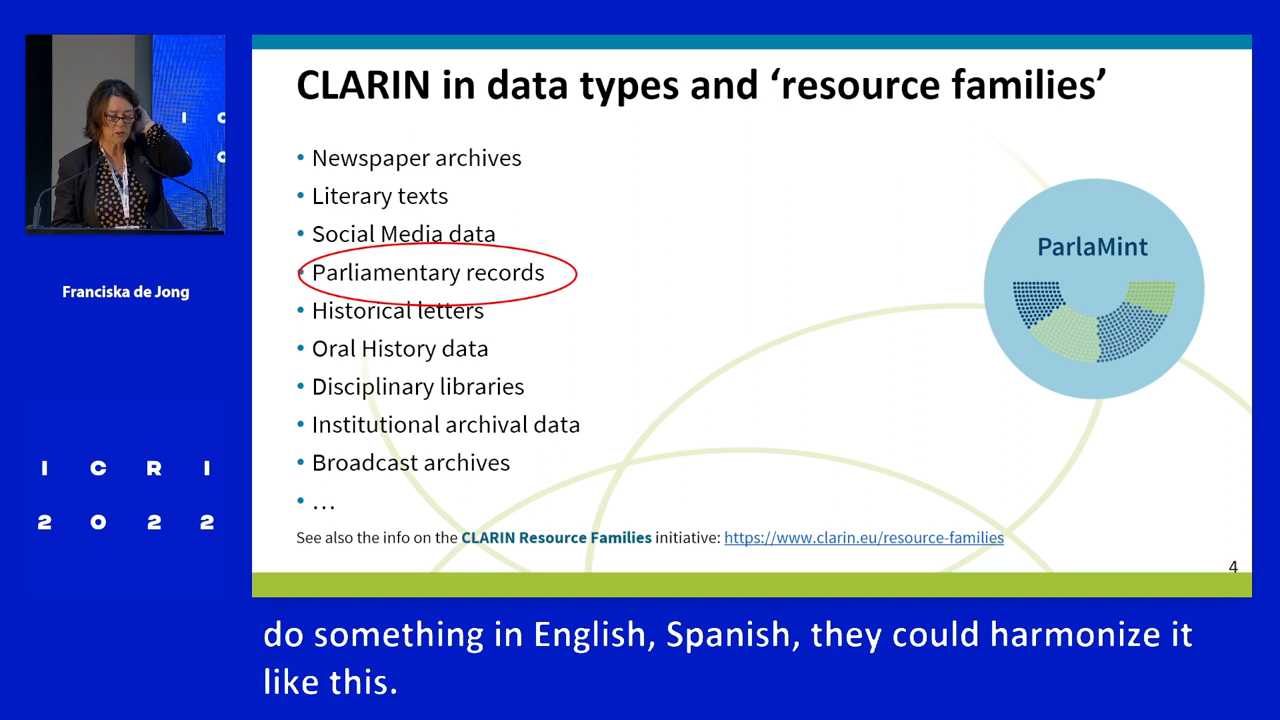 CLARIN in data types and ‘resource families’
• Newspaper archives
• Literary texts
• Social Media data
• Parliamentary records
• Historical letters
• Oral History data
• Disciplinary libraries
• Institutional archival data
• Broadcast archives
• …
See also the info on the CLARIN Resource Families initiative: https://www.clarin.eu/resource-families
4
ParlaMint
I C
O
Franciska de Jong
I C R I
2 0 2 2
do something in English, Spanish, they could harmonize it
like this.